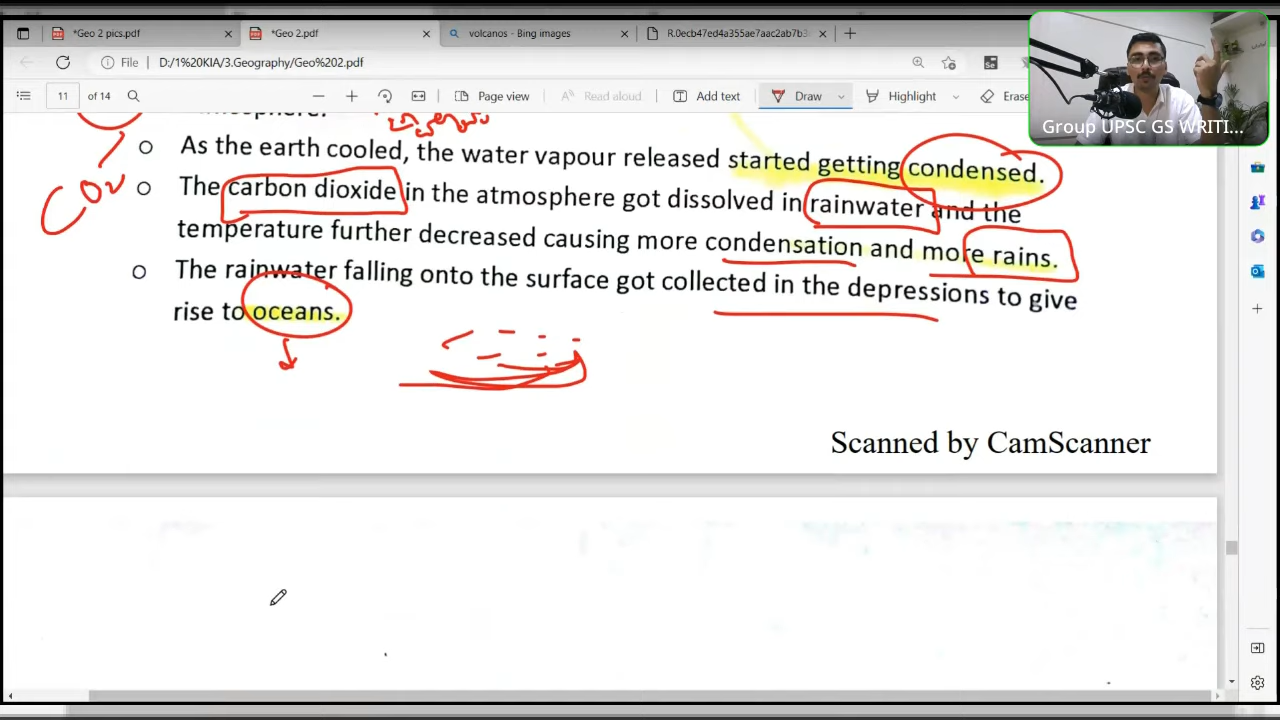 *Geo 2 pics.pdf
*Geo 2.pdf
volcanos - Bing images
R.0ecb47ed4a355ae7aac2ab7b3
File D:/1%20KIA/3.Geography/Geo%202.pdf
11 of 14
Page view
Read aloud
Add text
Draw
Highlight
Erase
Group UPSC GS WRITI...
As the earth cooled, the water vapour released started getting condensed.
CO2
The carbon dioxide in the atmosphere got dissolved in rainwater and the
temperature further decreased causing more condensation and more rains.
The rainwater falling onto the surface got collected in the depressions to give
rise to oceans.
Scanned by CamScanner